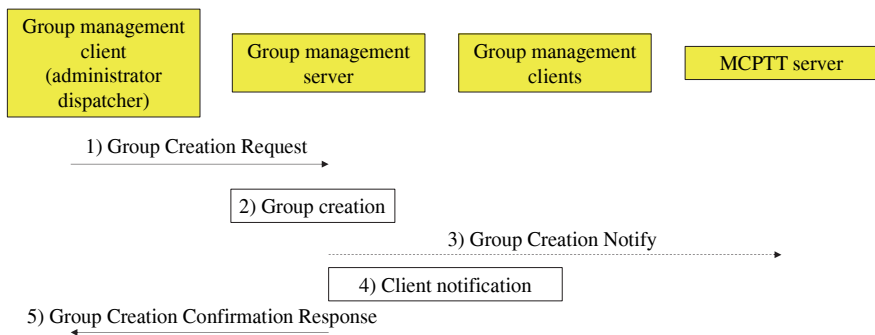 Group management
client
(administrator
dispatcher)
Group management
server
Group management
clients
MCPTT server
1) Group Creation Request
2) Group creation
3) Group Creation Notify
4) Client notification
5) Group Creation Confirmation Response